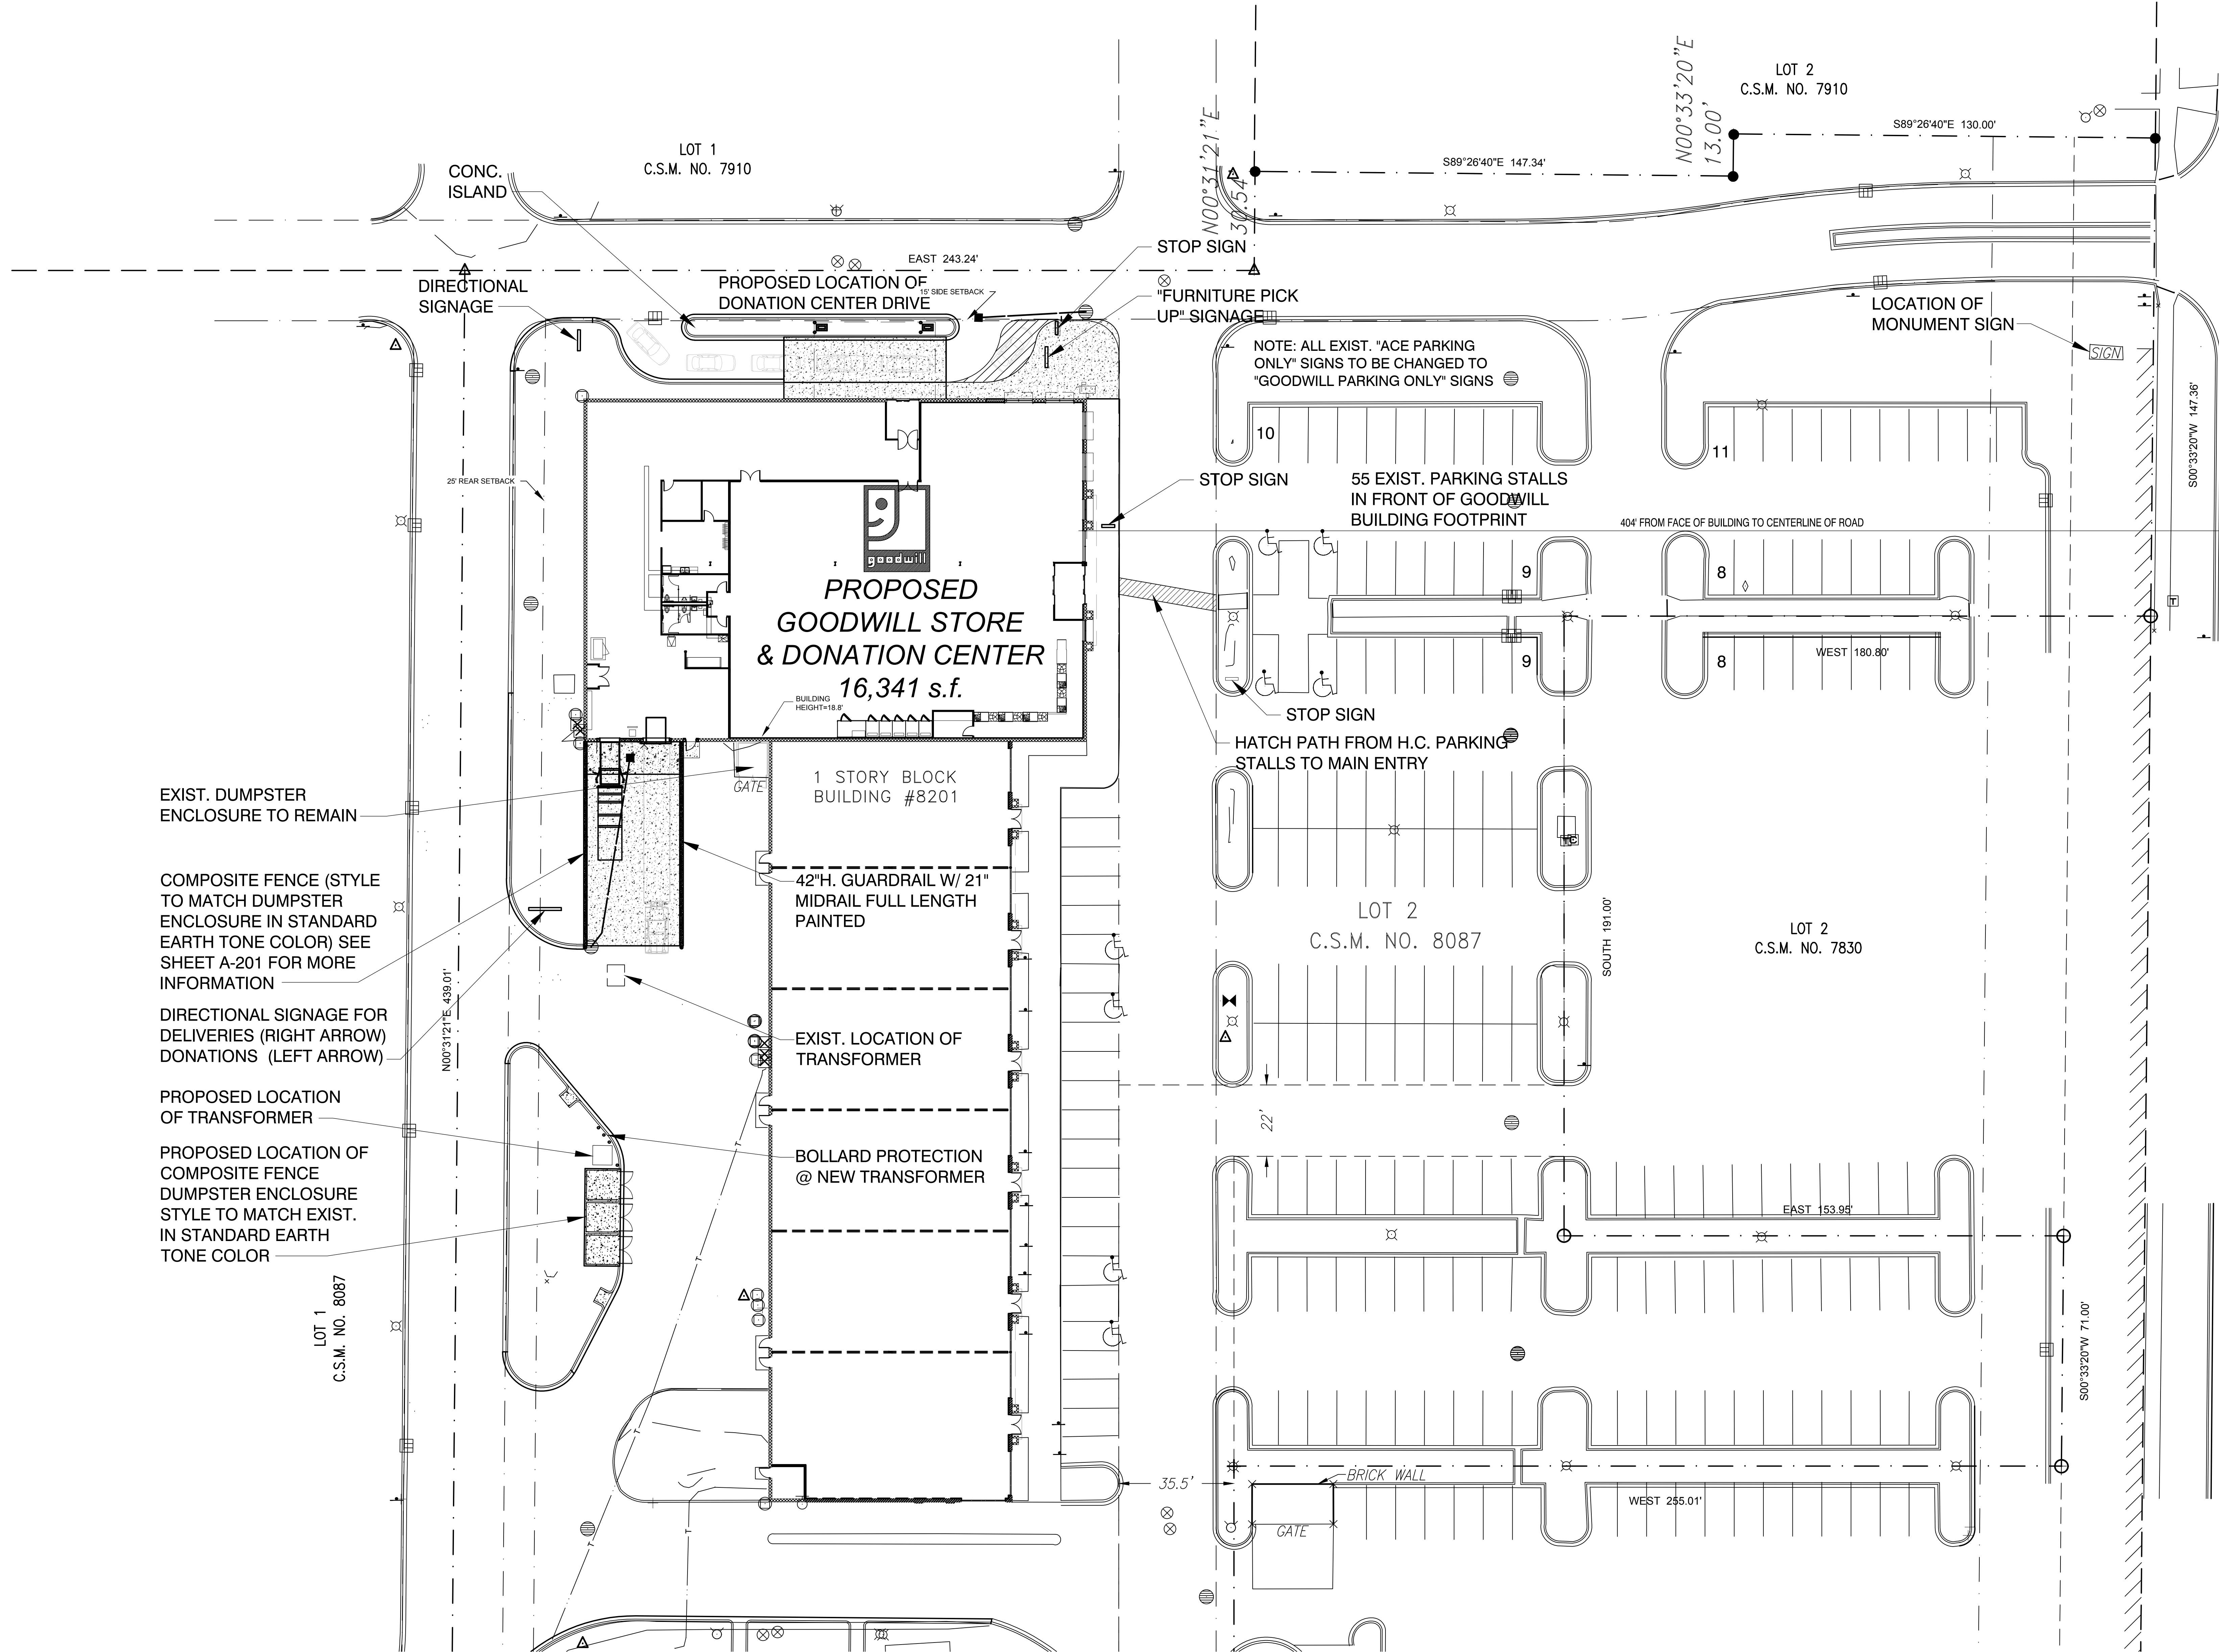 LOT 2
C.S.M. NO. 7910
N00°33'20"E
13.00'
S89°26'40"E 130.00'
LOT 1
C.S.M. NO. 7910
S89°26'40"E 147.34'
N00°31'21"E
30.54'
CONC.
ISLAND
STOP SIGN
EAST 243.24'
DIRECTIONAL
SIGNAGE
PROPOSED LOCATION OF
DONATION CENTER DRIVE
15' SIDE SETBACK
"FURNITURE PICK
UP" SIGNAGE
LOCATION OF
MONUMENT SIGN
SIGN
NOTE: ALL EXIST. "ACE PARKING
ONLY" SIGNS TO BE CHANGED TO
"GOODWILL PARKING ONLY" SIGNS
S00°33'20"W 147.36'
10
11
25' REAR SETBACK
STOP SIGN
55 EXIST. PARKING STALLS
IN FRONT OF GOODWILL
BUILDING FOOTPRINT
404' FROM FACE OF BUILDING TO CENTERLINE OF ROAD
goodwill
PROPOSED
GOODWILL STORE
& DONATION CENTER
16,341 s.f.
9
8
T
9
8
WEST 180.80'
BUILDING
HEIGHT=18.8'
STOP SIGN
HATCH PATH FROM H.C. PARKING
STALLS TO MAIN ENTRY
GATE
1 STORY BLOCK
BUILDING #8201
EXIST. DUMPSTER
ENCLOSURE TO REMAIN
TC
COMPOSITE FENCE (STYLE
TO MATCH DUMPSTER
ENCLOSURE IN STANDARD
EARTH TONE COLOR) SEE
SHEET A-201 FOR MORE
INFORMATION
42"H. GUARDRAIL W/ 21"
MIDRAIL FULL LENGTH
PAINTED
LOT 2
C.S.M. NO. 8087
SOUTH 191.00'
LOT 2
C.S.M. NO. 7830
N00°31'21"E 439.01'
DIRECTIONAL SIGNAGE FOR
DELIVERIES (RIGHT ARROW)
DONATIONS (LEFT ARROW)
EXIST. LOCATION OF
TRANSFORMER
PROPOSED LOCATION
OF TRANSFORMER
22'
BOLLARD PROTECTION
@ NEW TRANSFORMER
PROPOSED LOCATION OF
COMPOSITE FENCE
DUMPSTER ENCLOSURE
STYLE TO MATCH EXIST.
IN STANDARD EARTH
TONE COLOR
T
EAST 153.95'
T
LOT 1
C.S.M. NO. 8087
S00°33'20"W 71.00'
T
35.5'
BRICK WALL
WEST 255.01'
GATE
T
T